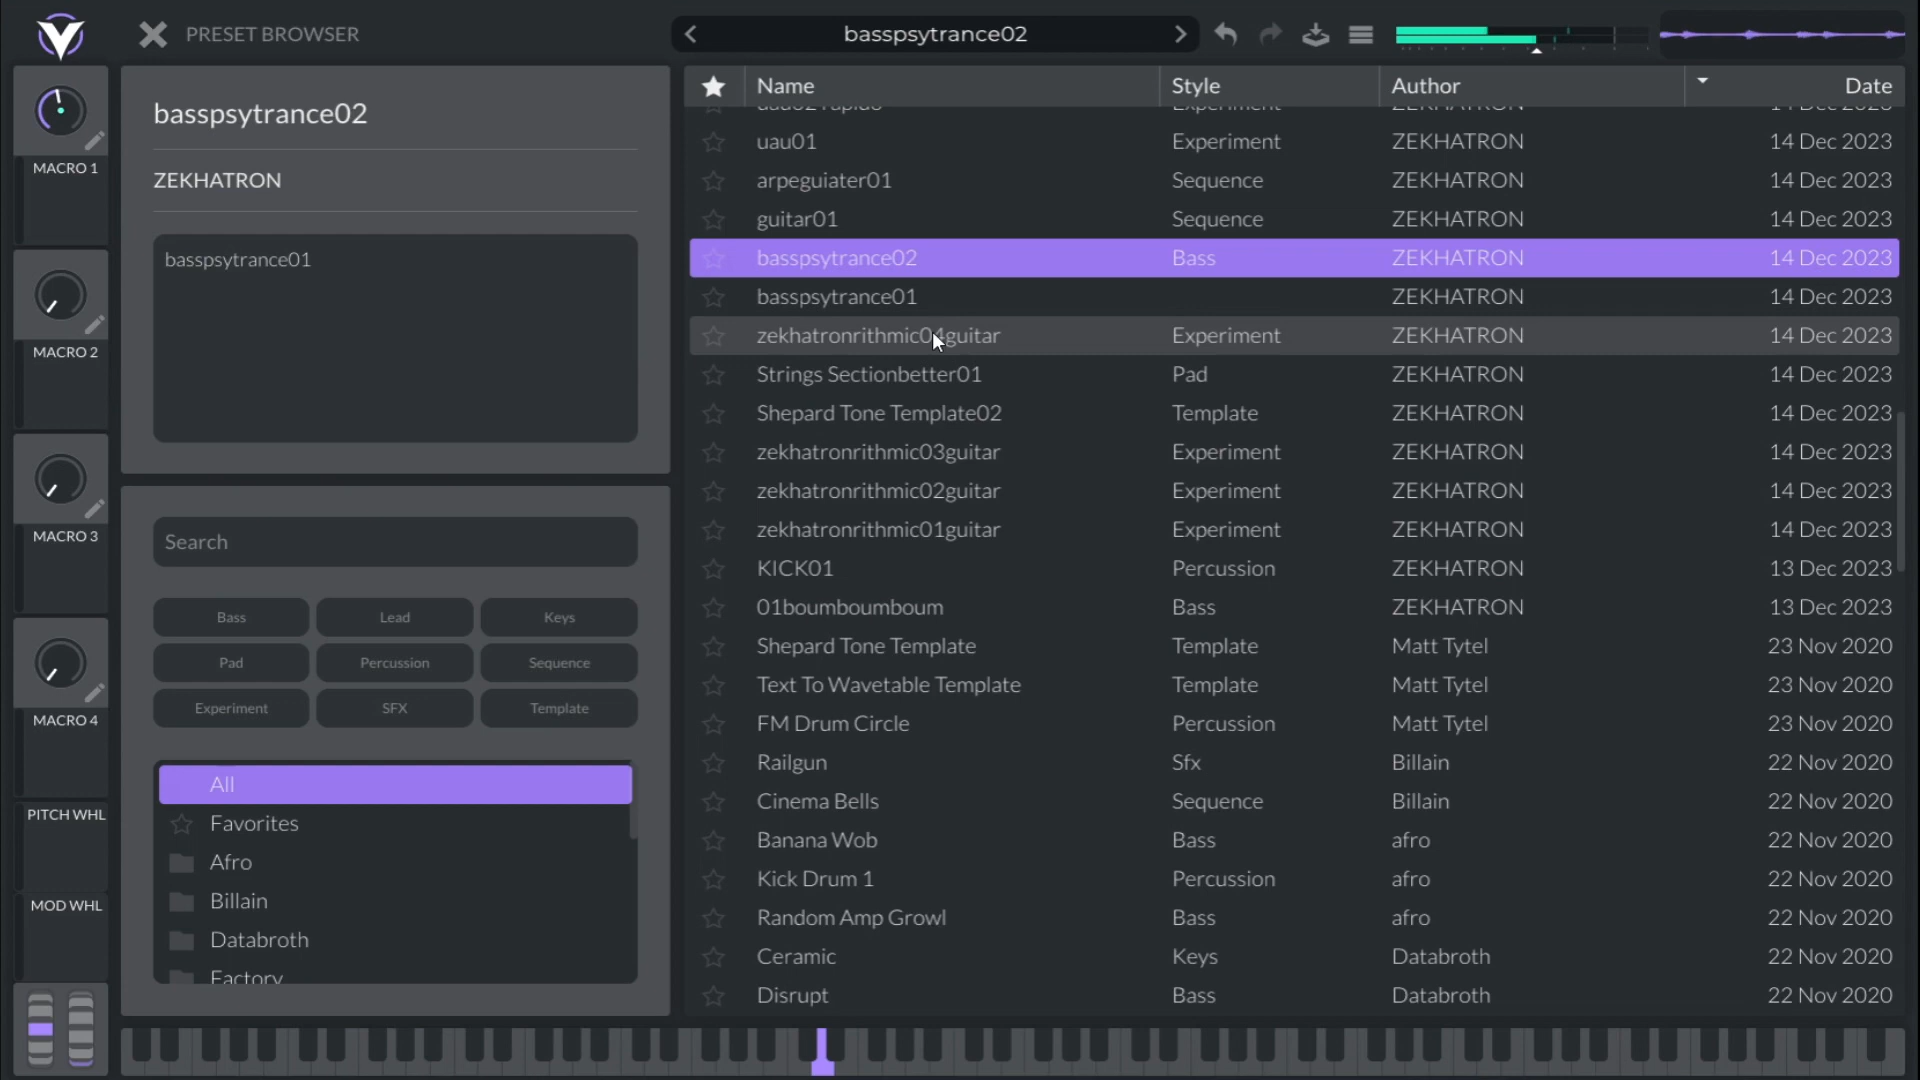 PRESET BROWSER
basspsytrance02
MACRO 1
MACRO 2
MACRO 3
MACRO 4
PITCH WHL
MOD WHL
basspsytrance02
ZEKHATRON
basspsytrance01
Search
Bass Lead Keys
Pad Percussion Sequence
Experiment SFX Template
All
Favorites
Afro
Billain
Databroth
Factory
Name Style Author Date
uau01 Experiment ZEKHATRON 14 Dec 2023
arpeguiater01 Sequence ZEKHATRON 14 Dec 2023
guitar01 Sequence ZEKHATRON 14 Dec 2023
basspsytrance02 Bass ZEKHATRON 14 Dec 2023
basspsytrance01 ZEKHATRON 14 Dec 2023
zekhatronrithmic04guitar Experiment ZEKHATRON 14 Dec 2023
Strings Sectionbetter01 Pad ZEKHATRON 14 Dec 2023
Shepard Tone Template02 Template ZEKHATRON 14 Dec 2023
zekhatronrithmic03guitar Experiment ZEKHATRON 14 Dec 2023
zekhatronrithmic02guitar Experiment ZEKHATRON 14 Dec 2023
zekhatronrithmic01guitar Experiment ZEKHATRON 14 Dec 2023
KICK01 Percussion ZEKHATRON 13 Dec 2023
01boumboumboum Bass ZEKHATRON 13 Dec 2023
Shepard Tone Template Template Matt Tytel 23 Nov 2020
Text To Wavetable Template Template Matt Tytel 23 Nov 2020
FM Drum Circle Percussion Matt Tytel 23 Nov 2020
Railgun Sfx Billain 22 Nov 2020
Cinema Bells Sequence Billain 22 Nov 2020
Banana Wob Bass afro 22 Nov 2020
Kick Drum 1 Percussion afro 22 Nov 2020
Random Amp Growl Bass afro 22 Nov 2020
Ceramic Keys Databroth 22 Nov 2020
Disrupt Bass Databroth 22 Nov 2020